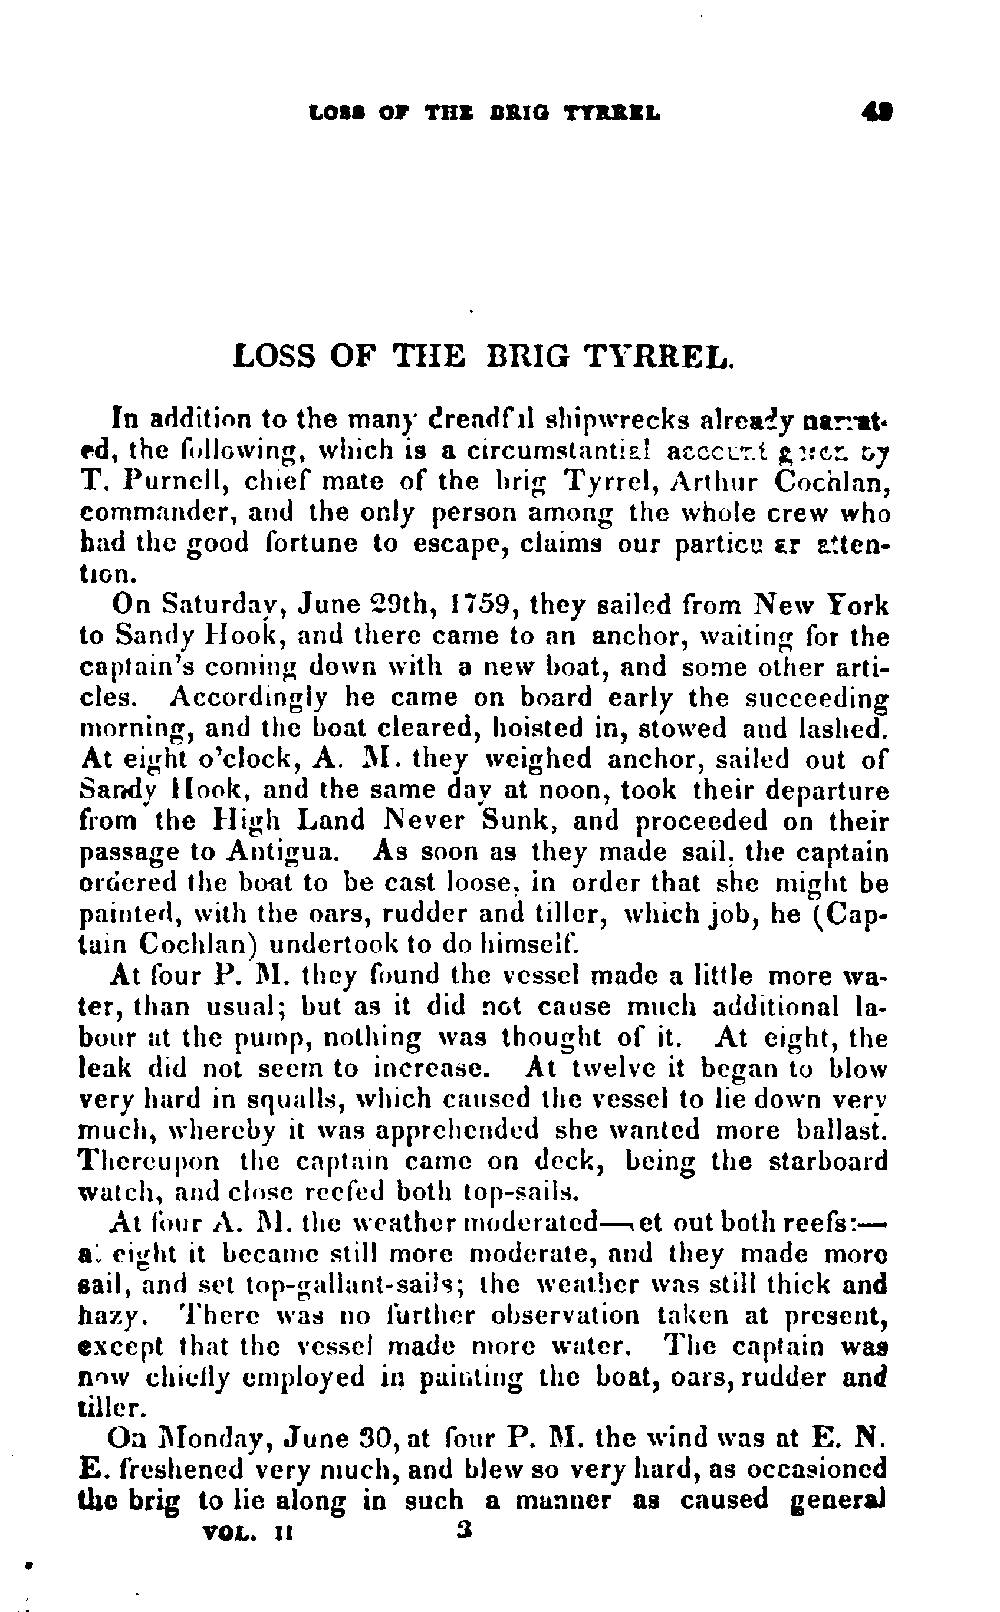 LOSS OF THE BRIG TYRREL 49
LOSS OF THE BRIG TYRREL.
In addition to the many dreadful shipwrecks already narrat-
ed, the following, which is a circumstantial account given by
T. Purnell, chief mate of the brig Tyrrel, Arthur Cochlan,
commander, and the only person among the whole crew who
had the good fortune to escape, claims our particu ar atten-
tion.
On Saturday, June 29th, 1759, they sailed from New York
to Sandy Hook, and there came to an anchor, waiting for the
captain's coming down with a new boat, and some other arti-
cles. Accordingly he came on board early the succeeding
morning, and the boat cleared, hoisted in, stowed and lashed.
At eight o'clock, A. M. they weighed anchor, sailed out of
Sandy Hook, and the same day at noon, took their departure
from the High Land Never Sunk, and proceeded on their
passage to Antigua. As soon as they made sail, the captain
ordered the boat to be cast loose, in order that she might be
painted, with the oars, rudder and tiller, which job, he (Cap-
tain Cochlan) undertook to do himself.
At four P. M. they found the vessel made a little more wa-
ter, than usual; but as it did not cause much additional la-
bour at the pump, nothing was thought of it. At eight, the
leak did not seem to increase. At twelve it began to blow
very hard in squalls, which caused the vessel to lie down very
much, whereby it was apprehended she wanted more ballast.
Thereupon the captain came on deck, being the starboard
watch, and close reefed both top-sails.
At four A. M. the weather moderated—let out both reefs:—
at eight it became still more moderate, and they made more
sail, and set top-gallant-sails; the weather was still thick and
hazy. There was no further observation taken at present,
except that the vessel made more water. The captain was
now chiefly employed in painting the boat, oars, rudder and
tiller.
On Monday, June 30, at four P. M. the wind was at E. N.
E. freshened very much, and blew so very hard, as occasioned
the brig to lie along in such a manner as caused general
VOL. II 3